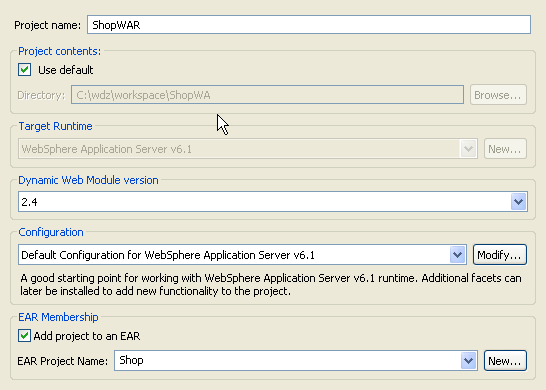 Project name: ShopWAR
Project contents:
Use default
Directory: C:\wdz\workspace\ShopWA Browse...
Target Runtime
WebSphere Application Server v6.1 New...
Dynamic Web Module version
2.4
Configuration
Default Configuration for WebSphere Application Server v6.1 Modify...
A good starting point for working with WebSphere Application Server v6.1 runtime. Additional facets can
later be installed to add new functionality to the project.
EAR Membership
Add project to an EAR
EAR Project Name: Shop New...